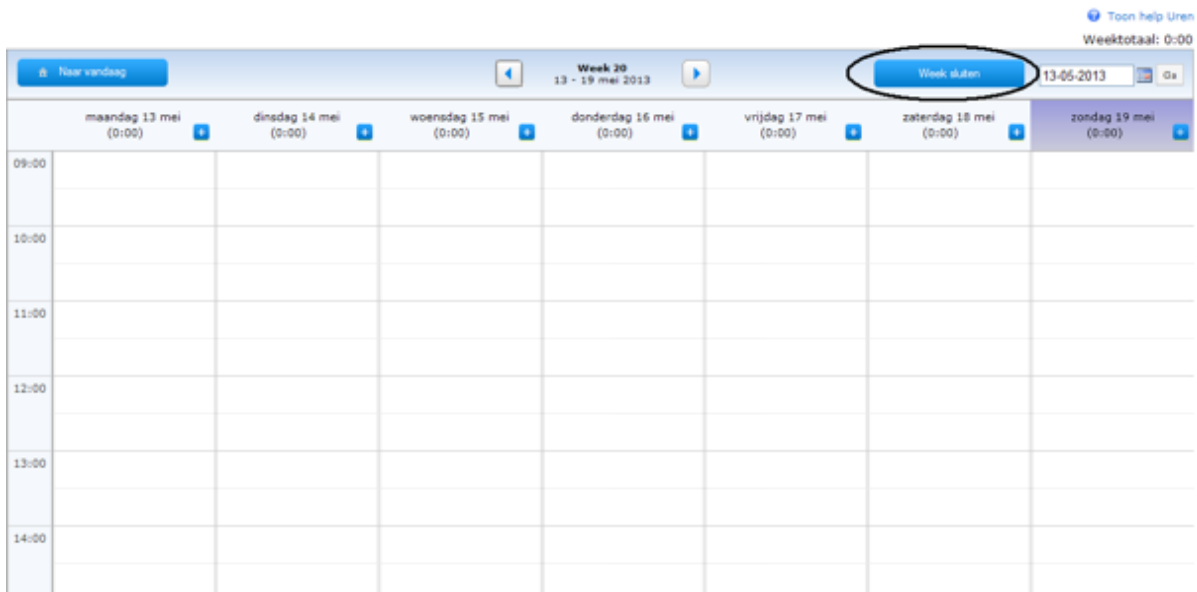 Toon help Uren
Weektotaal: 0:00
Naar vandaag
Week 20
13 - 19 mei 2013
Week sluiten
13-05-2013
Ga
maandag 13 mei
(0:00)
dinsdag 14 mei
(0:00)
woensdag 15 mei
(0:00)
donderdag 16 mei
(0:00)
vrijdag 17 mei
(0:00)
zaterdag 18 mei
(0:00)
zondag 19 mei
(0:00)
09:00
10:00
11:00
12:00
13:00
14:00